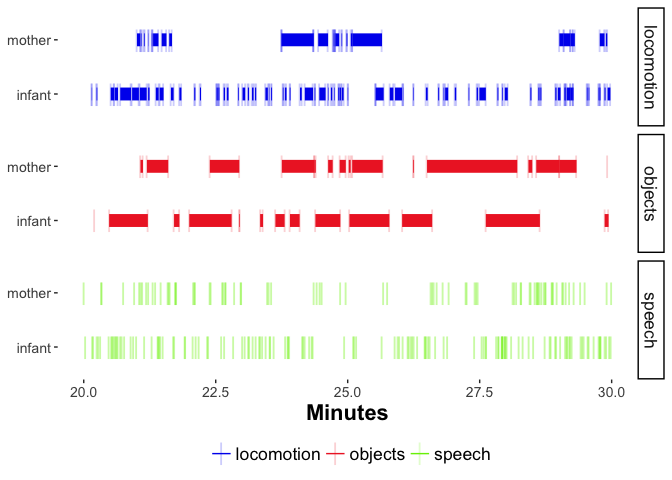 mother
infant
locomotion
mother
infant
objects
mother
infant
speech
20.0 22.5 25.0 27.5 30.0
Minutes
locomotion objects speech